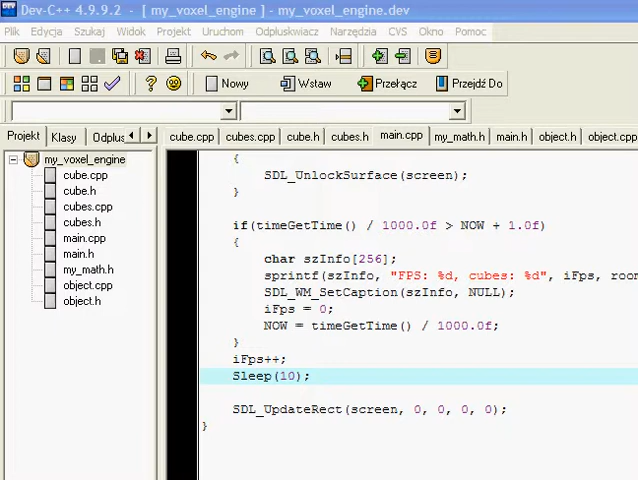 Dev-C++ 4.9.9.2 - [ my_voxel_engine ] - my_voxel_engine.dev
Plik Edycja Szukaj Widok Projekt Uruchom Odpluskwiacz Narzędzia CVS Okno Pomoc
Nowy Wstaw Przełącz Przejdź Do
Projekt Klasy Odplus
cube.cpp cubes.cpp cube.h cubes.h main.cpp my_math.h main.h object.h object.cpp
my_voxel_engine
cube.cpp
cube.h
cubes.cpp
cubes.h
main.cpp
main.h
my_math.h
object.cpp
object.h
{
SDL_UnlockSurface(screen);
}
if(timeGetTime() / 1000.0f > NOW + 1.0f)
{
char szInfo[256];
sprintf(szInfo, "FPS: %d, cubes: %d", iFps, room
SDL_WM_SetCaption(szInfo, NULL);
iFps = 0;
NOW = timeGetTime() / 1000.0f;
}
iFps++;
Sleep(10);
SDL_UpdateRect(screen, 0, 0, 0, 0);
}